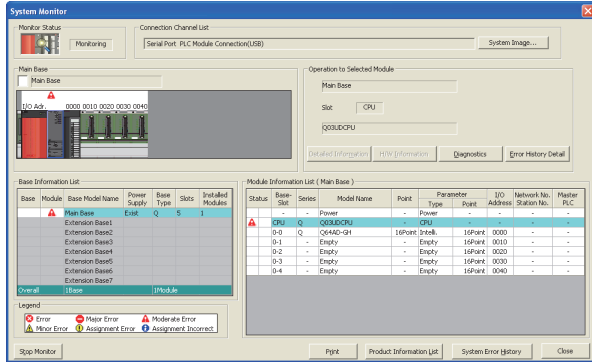 System Monitor
Monitor Status
Monitoring
Connection Channel List
Serial Port PLC Module Connection(USB)
System Image...
Main Base
Main Base
I/O Adr. 0000 0010 0020 0030 0040
Operation to Selected Module
Main Base
Slot CPU
Q03UDCPU
Detailed Information H/W Information Diagnostics Error History Detail
Base Information List
Base Module Base Model Name Power Supply Base Type Slots Installed Modules
Main Base Exist Q 5 1
Extension Base1
Extension Base2
Extension Base3
Extension Base4
Extension Base5
Extension Base6
Extension Base7
Overall 1Base 1Module
Legend
Error Major Error Moderate Error
Minor Error Assignment Error Assignment Incorrect
Module Information List ( Main Base )
Status Base-Slot Series Model Name Point Parameter Type Point I/O Address Network No. Station No. Master PLC
- - Power - Power - - - -
CPU Q Q03UDCPU - CPU - - - -
0-0 Q Q64AD-GH 16Point Intelli. 16Point 0000 - -
0-1 - Empty - Empty 16Point 0010 - -
0-2 - Empty - Empty 16Point 0020 - -
0-3 - Empty - Empty 16Point 0030 - -
0-4 - Empty - Empty 16Point 0040 - -
Stop Monitor Print Product Information List System Error History Close